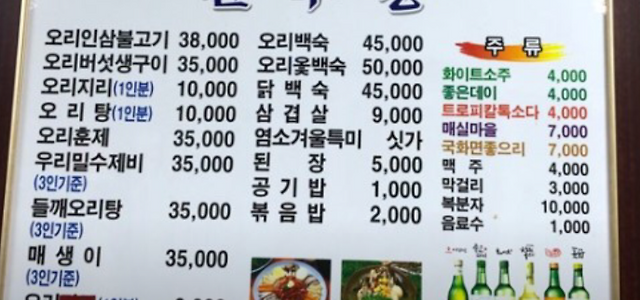 오리인삼불고기 38,000
오리버섯생구이 35,000
오리지리(1인분) 10,000
오리탕(1인분) 10,000
오리훈제 35,000
우리밀수제비 35,000
(3인기준)
들깨오리탕 35,000
(3인기준)
매생이 35,000
(3인기준)
오리백숙 45,000
오리옻백숙 50,000
닭백숙 45,000
삼겹살 9,000
염소겨울특미 싯가
된장 5,000
공기밥 1,000
볶음밥 2,000
주류
화이트소주 4,000
좋은데이 4,000
트로피칼톡소다 4,000
매실마을 7,000
국화면좋으리 7,000
맥주 4,000
막걸리 3,000
복분자 10,000
음료수 1,000